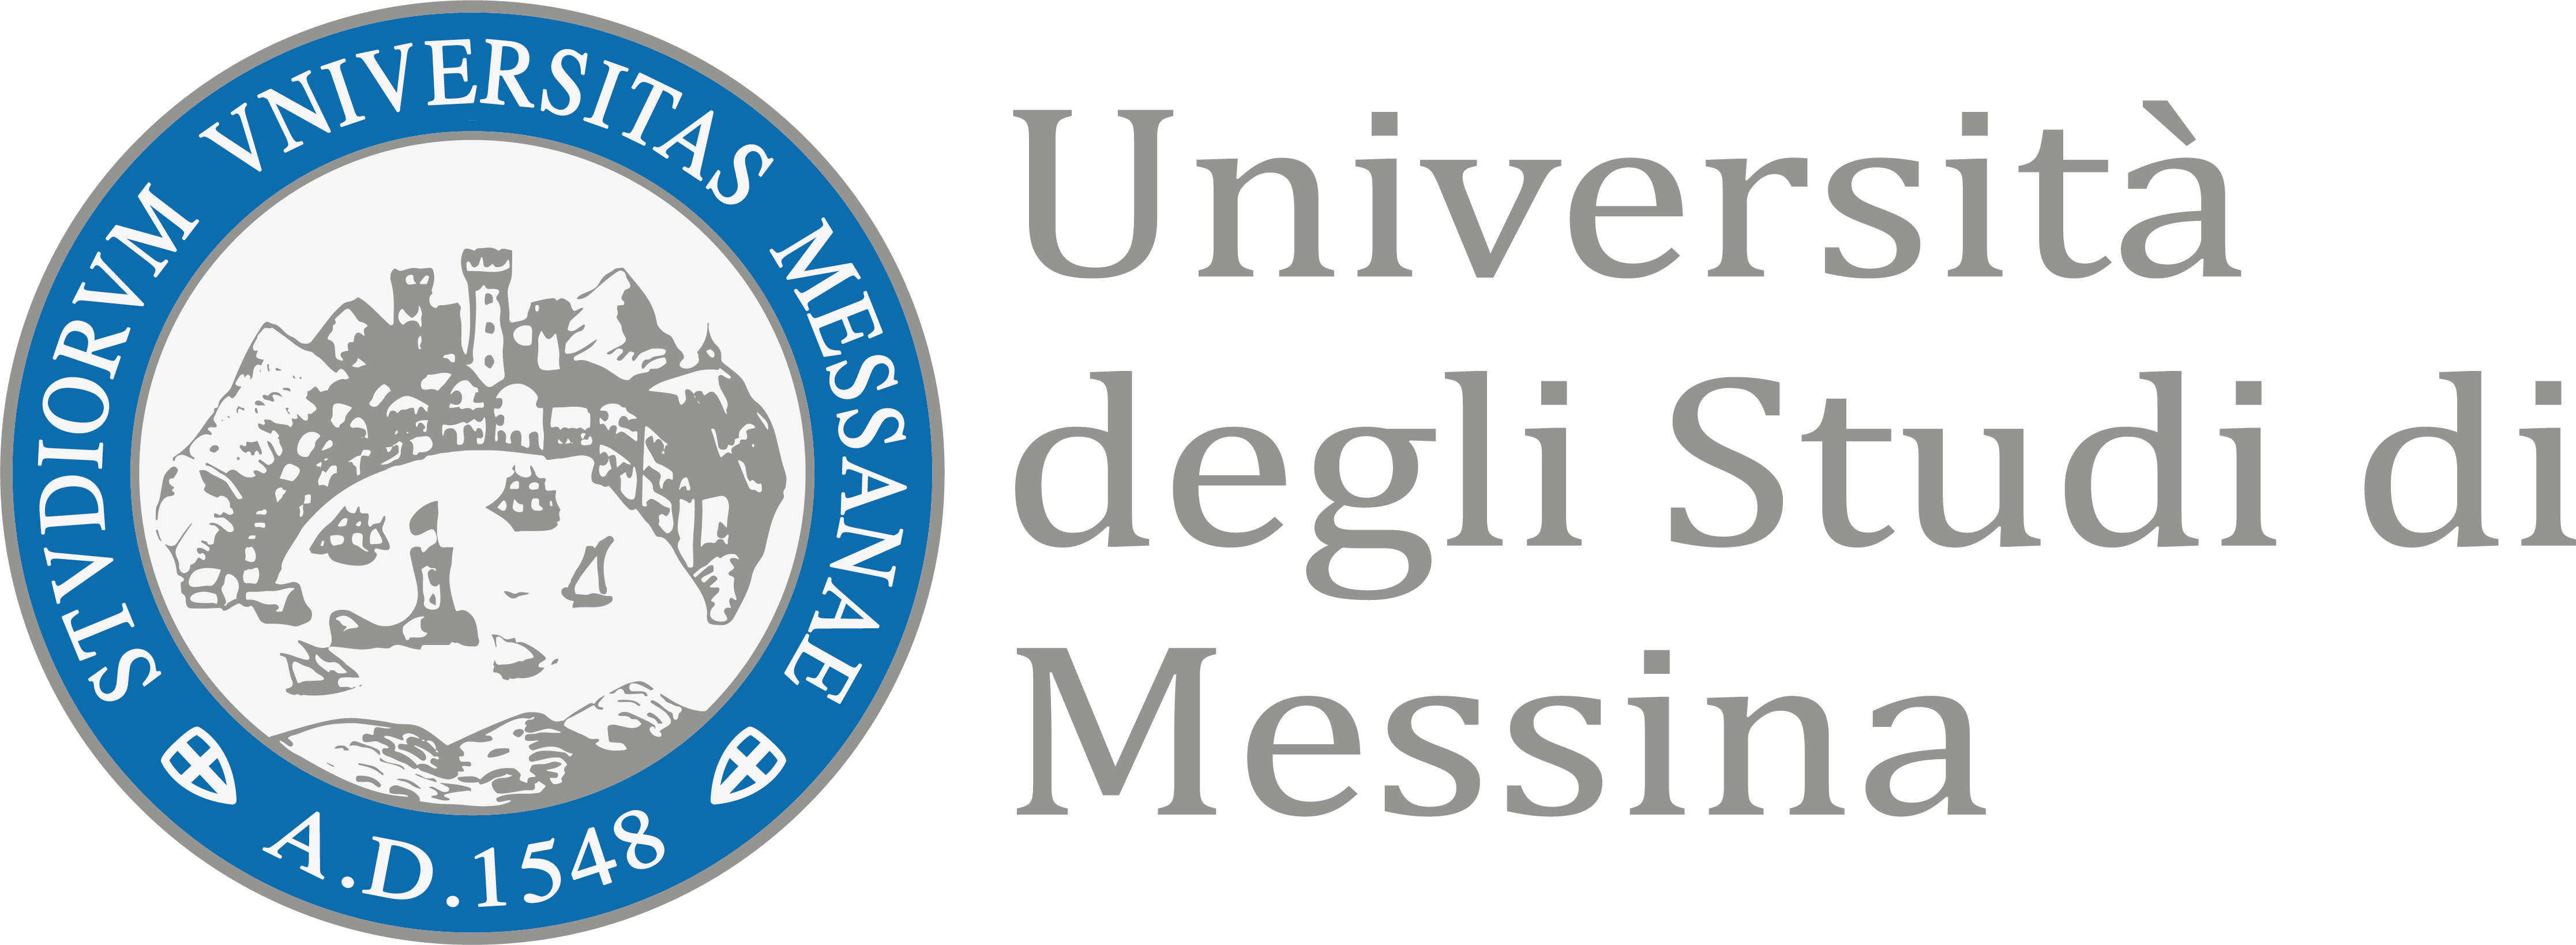 STVDIORVM VNIVERSITAS MESSANAE
A.D.1548
Università
degli Studi di
Messina